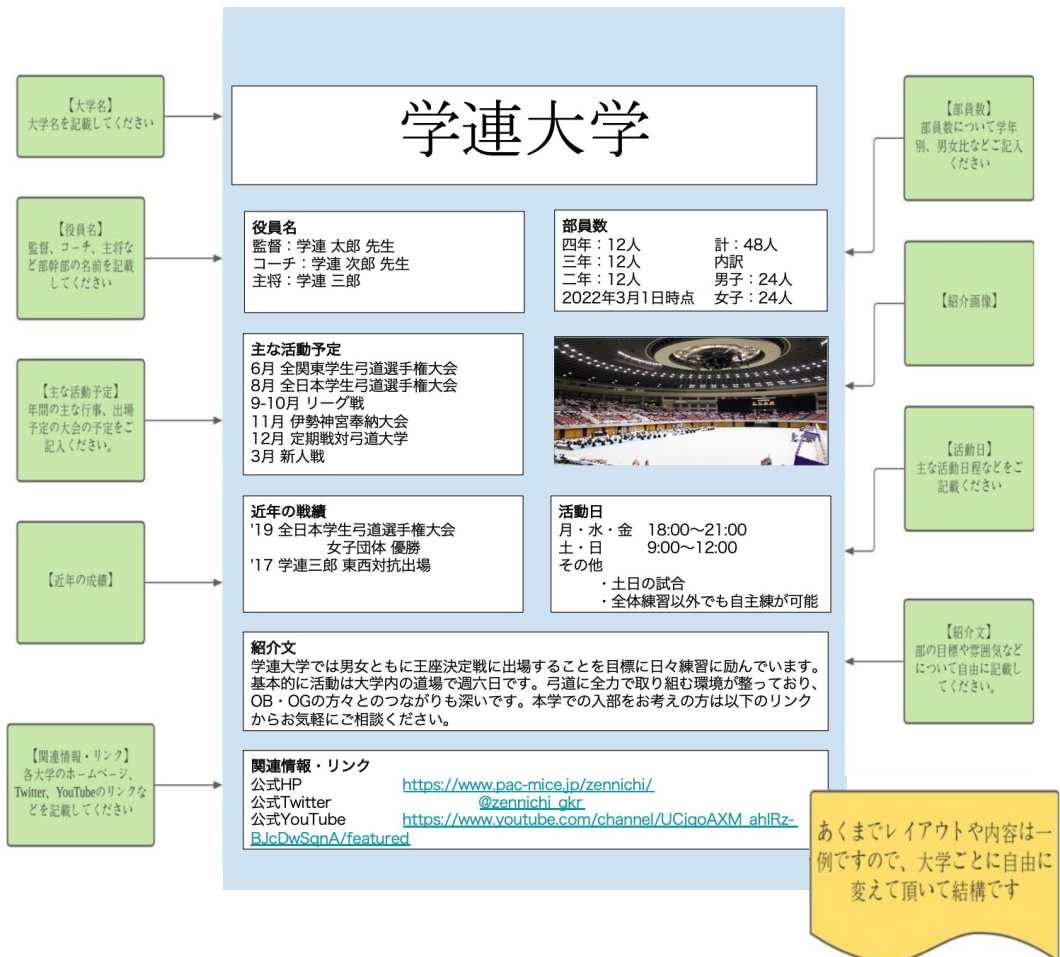 【大学名】
大学名を記載してください
【役員名】
監督、コーチ、主将な
ど部幹部の名前を記載
してください
【主な活動予定】
年間の主な行事、出場
予定の大会の予定をご
記入ください。
【近年の成績】
【関連情報・リンク】
各大学のホームページ、
Twitter、YouTubeのリンクな
どを記載してください
学連大学
役員名
監督：学連 太郎 先生
コーチ：学連 次郎 先生
主将：学連 三郎
部員数
四年：12人 計：48人
三年：12人 内訳
二年：12人 男子：24人
2022年3月1日時点 女子：24人
主な活動予定
6月 全関東学生弓道選手権大会
8月 全日本学生弓道選手権大会
9-10月 リーグ戦
11月 伊勢神宮奉納大会
12月 定期戦対弓道大学
3月 新人戦
近年の戦績
'19 全日本学生弓道選手権大会
女子団体 優勝
'17 学連三郎 東西対抗出場
活動日
月・水・金 18:00〜21:00
土・日 9:00〜12:00
その他
・土日の試合
・全体練習以外でも自主練が可能
紹介文
学連大学では男女ともに王座決定戦に出場することを目標に日々練習に励んでいます。
基本的に活動は大学内の道場で週六日です。弓道に全力で取り組む環境が整っており、
OB・OGの方々とのつながりも深いです。本学での入部をお考えの方は以下のリンク
からお気軽にご相談ください。
関連情報・リンク
公式HP https://www.pac-mice.jp/zennichi/
公式Twitter @zennichi_gkr
公式YouTube https://www.youtube.com/channel/UCjqoAXM_ahlRz-
BJcDwSqnA/featured
【部員数】
部員数について学年
別、男女比などご記入
ください
【紹介画像】
【活動日】
主な活動日程などをご
記載ください
【紹介文】
部の目標や雰囲気など
について自由に記載し
てください。
あくまでレイアウトや内容は一
例ですので、大学ごとに自由に
変えて頂いて結構です